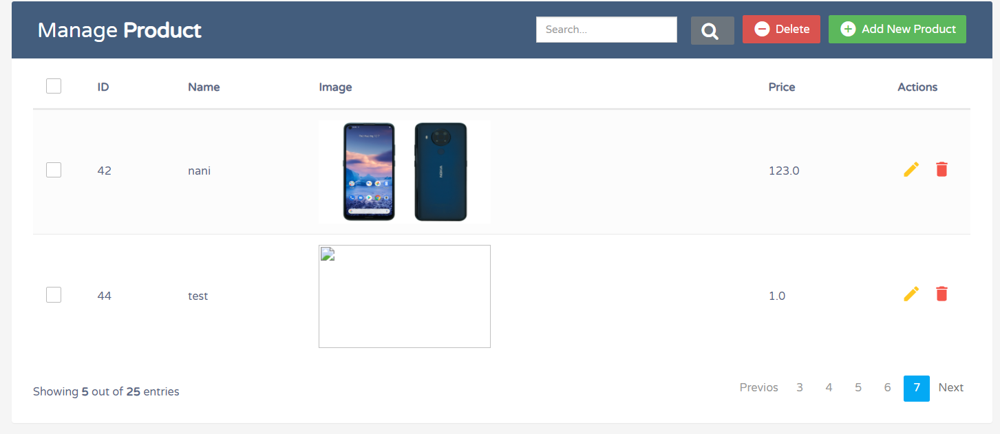 Manage Product
Search...
Delete
Add New Product
ID Name Image Price Actions
NOKIA
42 nani 123.0
44 test 1.0
Showing 5 out of 25 entries
Previos 3 4 5 6 7 Next